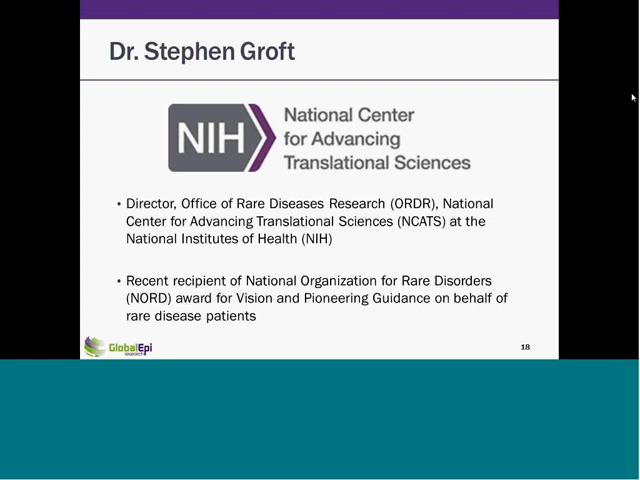 Dr. Stephen Groft
NIH
National Center
for Advancing
Translational Sciences
• Director, Office of Rare Diseases Research (ORDR), National
Center for Advancing Translational Sciences (NCATS) at the
National Institutes of Health (NIH)
• Recent recipient of National Organization for Rare Disorders
(NORD) award for Vision and Pioneering Guidance on behalf of
rare disease patients
GlobalEpi
research
18